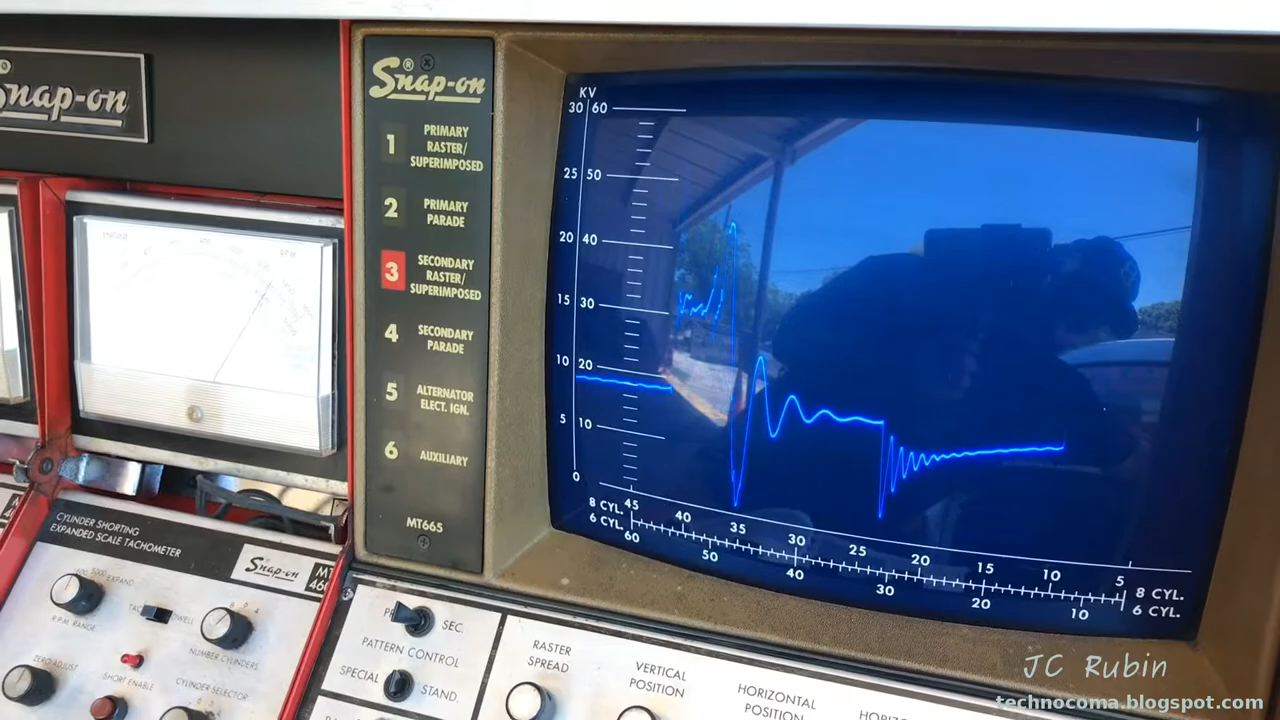 Snap-on
Snap-on
1 PRIMARY
RASTER/
SUPERIMPOSED
2 PRIMARY
PARADE
3 SECONDARY
RASTER/
SUPERIMPOSED
4 SECONDARY
PARADE
5 ALTERNATOR
ELECT. IGN.
6 AUXILIARY
MT665
KV
30 60
25 50
20 40
15 30
10 20
5 10
0
8 CYL. 45 40 35 30 25 20 15 10 5 8 CYL.
6 CYL. 60 50 40 30 20 10 6 CYL.
CYLINDER SHORTING
EXPANDED SCALE TACHOMETER
Snap-on
EXPAND
R.P.M. RANGE
DWELL
NUMBER CYLINDERS
ZERO ADJUST
SHORT ENABLE
CYLINDER SELECTOR
SEC.
PATTERN CONTROL
SPECIAL
STAND.
RASTER
SPREAD
VERTICAL
POSITION
HORIZONTAL
POSITION
JC Rubin
technocoma.blogspot.com